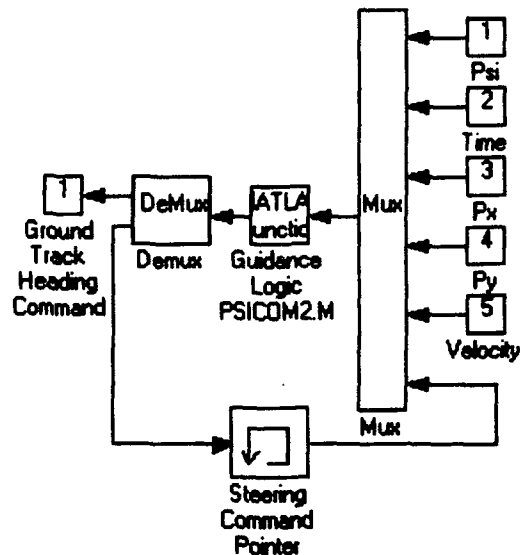 1
Psi
2
Time
3
Px
4
Py
5
Velocity
Mux
Mux
ATLA
unctic
Guidance
Logic
PSICOM2.M
DeMux
Demux
1
Ground
Track
Heading
Command
Steering
Command
Pointer